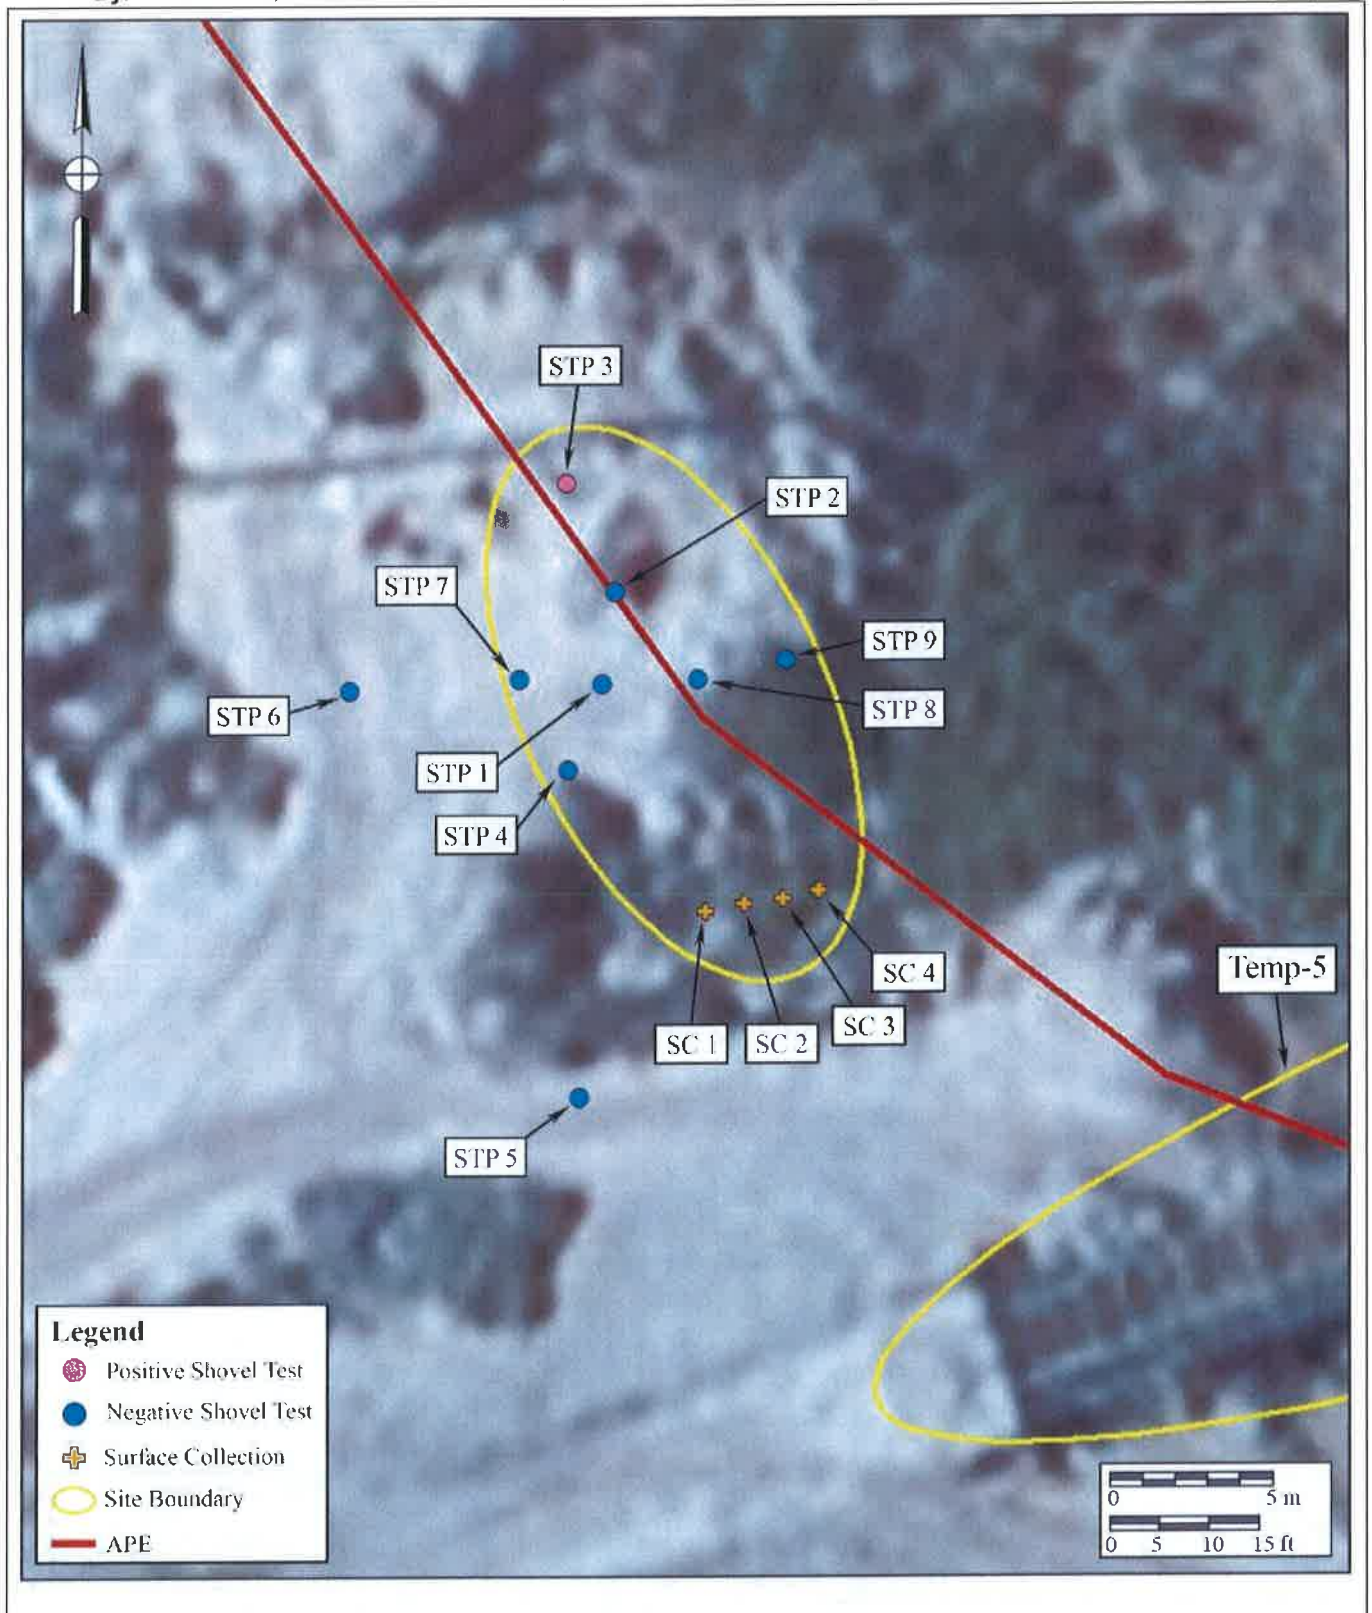 STP 3
STP 2
STP 7
STP 9
STP 6
STP 8
STP 1
STP 4
SC 4
Temp-5
SC 3
SC 1
SC 2
STP 5
Legend
Positive Shovel Test
Negative Shovel Test
Surface Collection
Site Boundary
APE
0 5 m
0 5 10 15 ft